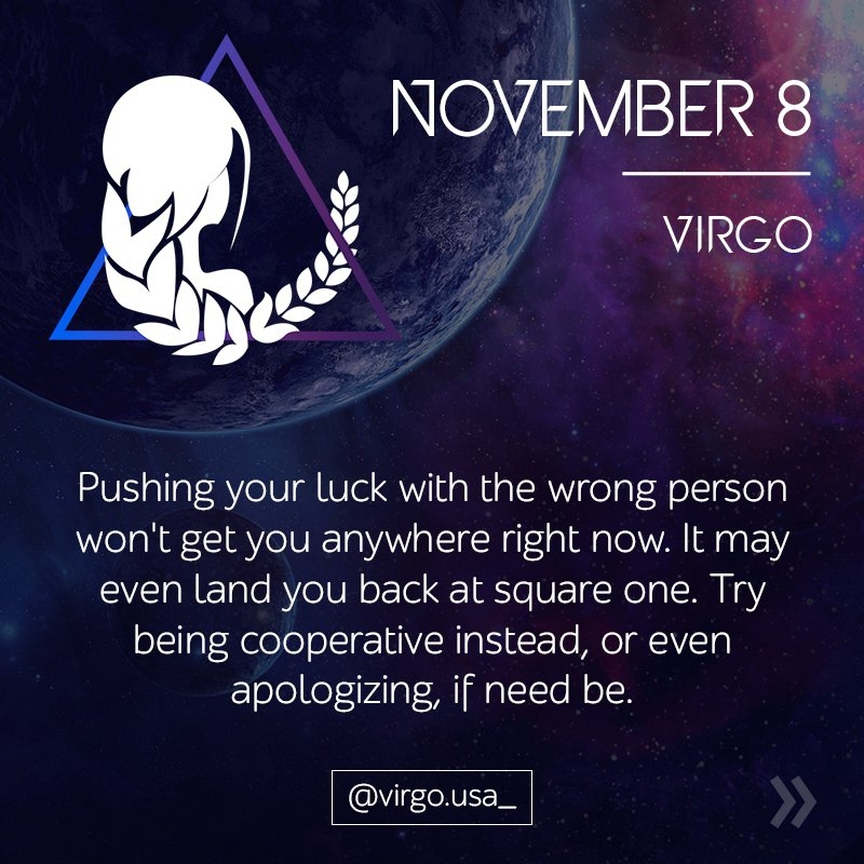 NOVEMBER 8
VIRGO
Pushing your luck with the wrong person
won't get you anywhere right now. It may
even land you back at square one. Try
being cooperative instead, or even
apologizing, if need be.
@virgo.usa_